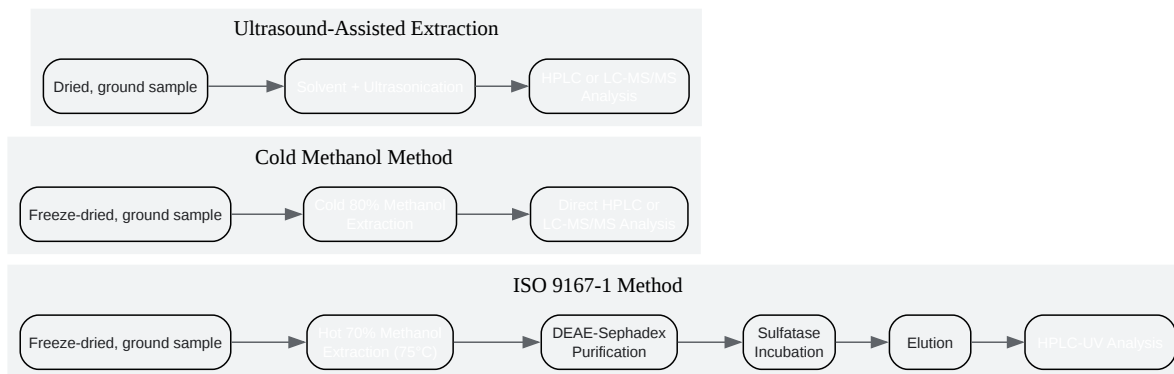 Ultrasound-Assisted Extraction
Dried, ground sample
Solvent + Ultrasonication
HPLC or LC-MS/MS
Analysis
Cold Methanol Method
Freeze-dried, ground sample
Cold 80% Methanol
Extraction
Direct HPLC or
LC-MS/MS Analysis
ISO 9167-1 Method
Freeze-dried, ground sample
Hot 70% Methanol
Extraction (75°C)
DEAE-Sephadex
Purification
Sulfatase
Incubation
Elution
HPLC-UV Analysis